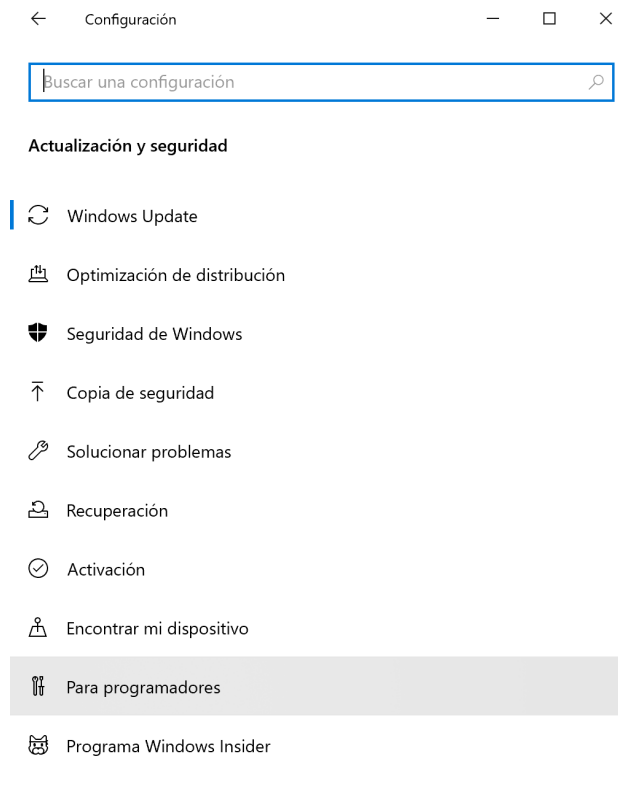 Configuración
Buscar una configuración
Actualización y seguridad
Windows Update
Optimización de distribución
Seguridad de Windows
Copia de seguridad
Solucionar problemas
Recuperación
Activación
Encontrar mi dispositivo
Para programadores
Programa Windows Insider